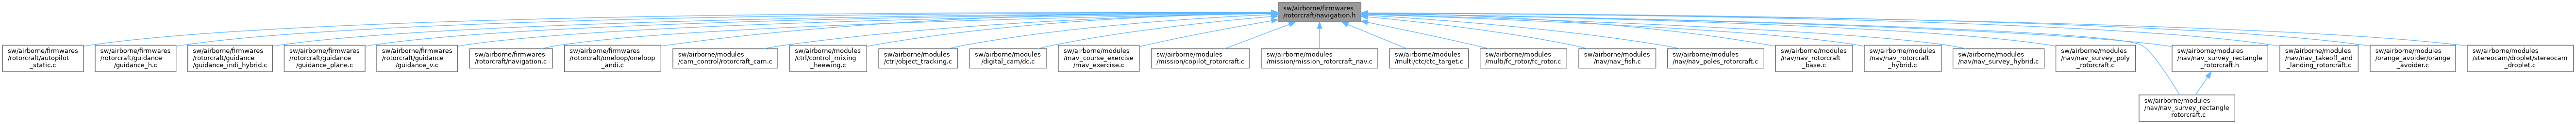 sw/airborne/firmwares
/rotorcraft/navigation.h
sw/airborne/firmwares
/rotorcraft/autopilot
_static.c
sw/airborne/firmwares
/rotorcraft/guidance
/guidance_h.c
sw/airborne/firmwares
/rotorcraft/guidance
/guidance_indi_hybrid.c
sw/airborne/firmwares
/rotorcraft/guidance
/guidance_plane.c
sw/airborne/firmwares
/rotorcraft/guidance
/guidance_v.c
sw/airborne/firmwares
/rotorcraft/navigation.c
sw/airborne/firmwares
/rotorcraft/oneloop/oneloop
_andi.c
sw/airborne/modules
/cam_control/rotorcraft_cam.c
sw/airborne/modules
/ctrl/control_mixing
_heewing.c
sw/airborne/modules
/ctrl/object_tracking.c
sw/airborne/modules
/digital_cam/dc.c
sw/airborne/modules
/mav_course_exercise
/mav_exercise.c
sw/airborne/modules
/mission/copilot_rotorcraft.c
sw/airborne/modules
/mission/mission_rotorcraft_nav.c
sw/airborne/modules
/multi/ctc/ctc_target.c
sw/airborne/modules
/multi/fc_rotor/fc_rotor.c
sw/airborne/modules
/nav/nav_fish.c
sw/airborne/modules
/nav/nav_poles_rotorcraft.c
sw/airborne/modules
/nav/nav_rotorcraft
_base.c
sw/airborne/modules
/nav/nav_rotorcraft
_hybrid.c
sw/airborne/modules
/nav/nav_survey_hybrid.c
sw/airborne/modules
/nav/nav_survey_poly
_rotorcraft.c
sw/airborne/modules
/nav/nav_survey_rectangle
_rotorcraft.h
sw/airborne/modules
/nav/nav_takeoff_and
_landing_rotorcraft.c
sw/airborne/modules
/orange_avoider/orange
_avoider.c
sw/airborne/modules
/stereocam/droplet/stereocam
_droplet.c
sw/airborne/modules
/nav/nav_survey_rectangle
_rotorcraft.c